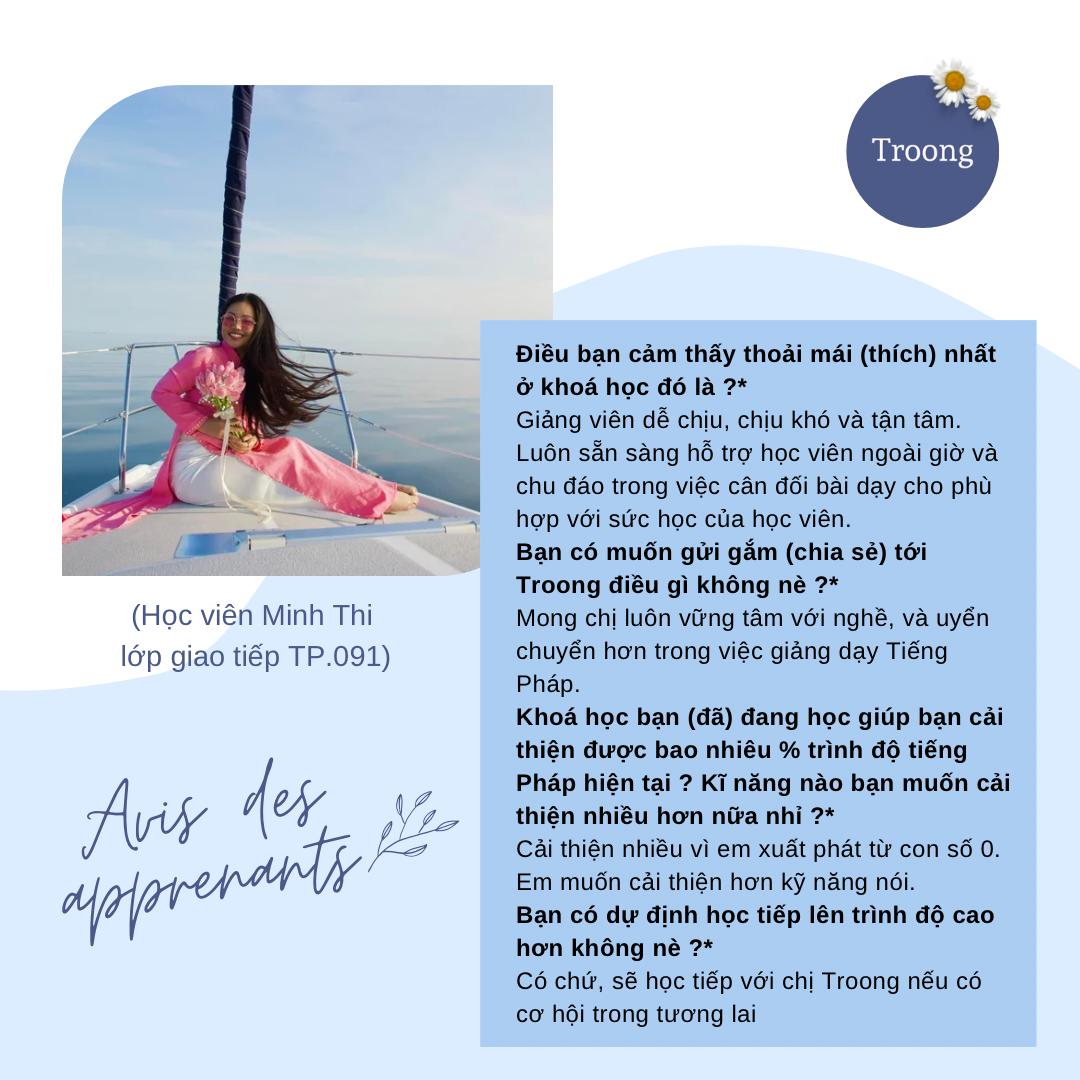 Troong
Điều bạn cảm thấy thoải mái (thích) nhất
ở khoá học đó là ?*
Giảng viên dễ chịu, chịu khó và tận tâm.
Luôn sẵn sàng hỗ trợ học viên ngoài giờ và
chu đáo trong việc cân đối bài dạy cho phù
hợp với sức học của học viên.
Bạn có muốn gửi gắm (chia sẻ) tới
Troong điều gì không nè ?*
Mong chị luôn vững tâm với nghề, và uyển
chuyển hơn trong việc giảng dạy Tiếng
Pháp.
Khoá học bạn (đã) đang học giúp bạn cải
thiện được bao nhiêu % trình độ tiếng
Pháp hiện tại ? Kĩ năng nào bạn muốn cải
thiện nhiều hơn nữa nhỉ ?*
Cải thiện nhiều vì em xuất phát từ con số 0.
Em muốn cải thiện hơn kỹ năng nói.
Bạn có dự định học tiếp lên trình độ cao
hơn không nè ?*
Có chứ, sẽ học tiếp với chị Troong nếu có
cơ hội trong tương lai
(Học viên Minh Thi
lớp giao tiếp TP.091)
Avis des
apprenants